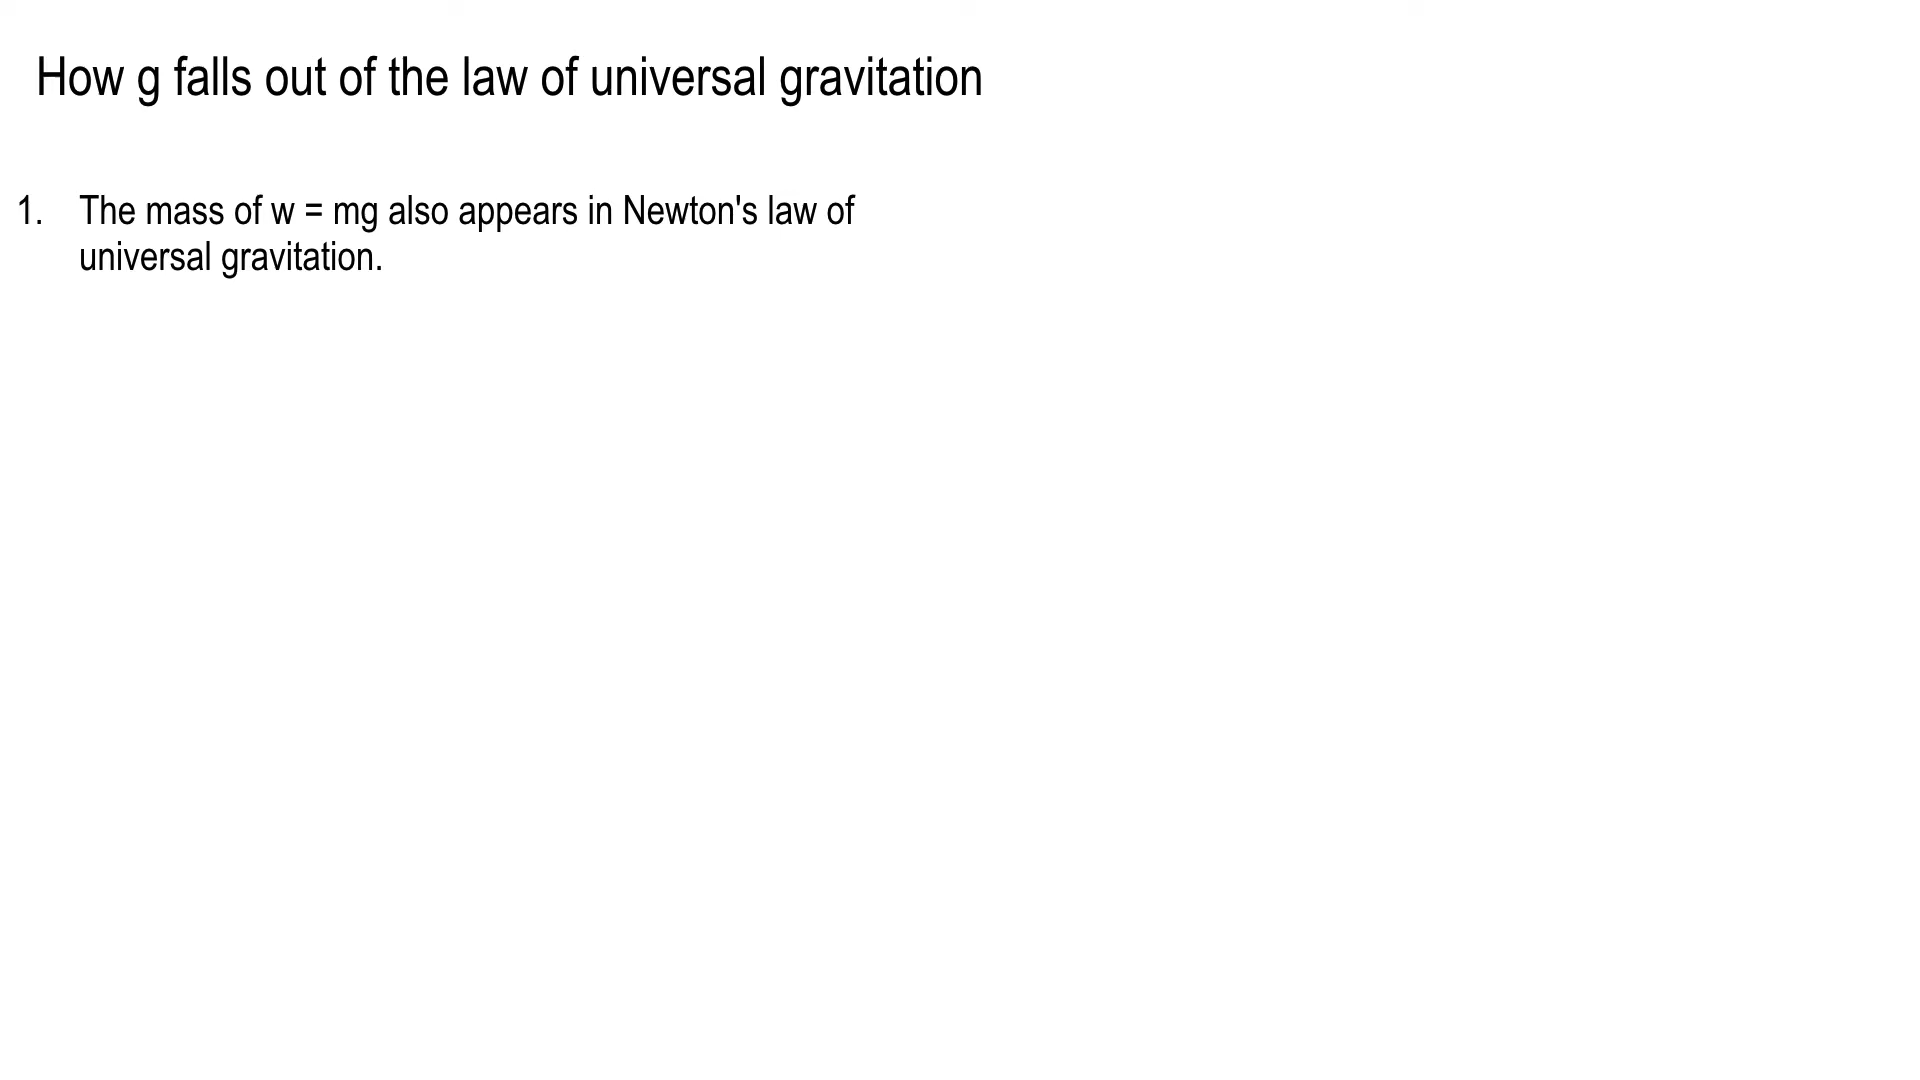 How g falls out of the law of universal gravitation
1. The mass of w = mg also appears in Newton's law of
universal gravitation.